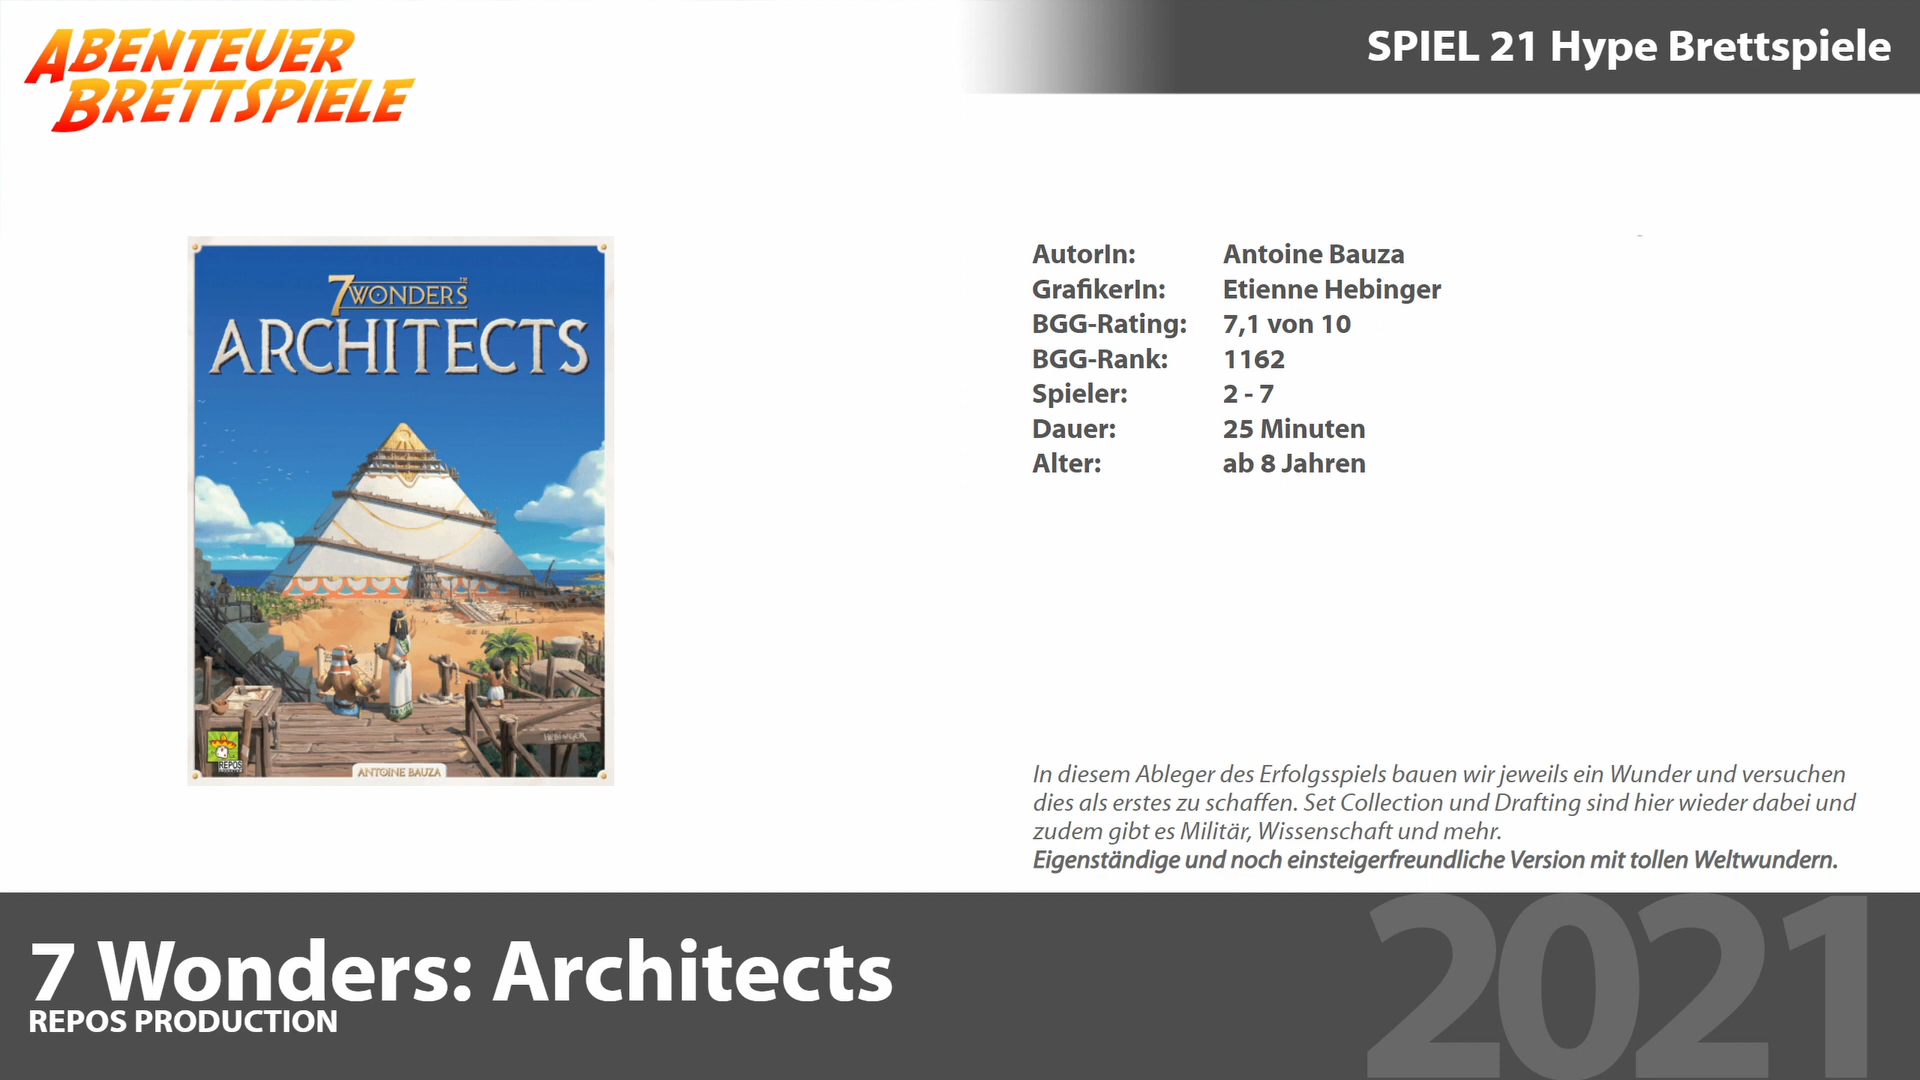 ABENTEUER
BRETTSPIELE
SPIEL 21 Hype Brettspiele
7 WONDERS™
ARCHITECTS
HEBINGER
REPOS
ANTOINE BAUZA
AutorIn: Antoine Bauza
GrafikerIn: Etienne Hebinger
BGG-Rating: 7,1 von 10
BGG-Rank: 1162
Spieler: 2 - 7
Dauer: 25 Minuten
Alter: ab 8 Jahren
In diesem Ableger des Erfolgsspiels bauen wir jeweils ein Wunder und versuchen
dies als erstes zu schaffen. Set Collection und Drafting sind hier wieder dabei und
zudem gibt es Militär, Wissenschaft und mehr.
Eigenständige und noch einsteigerfreundliche Version mit tollen Weltwundern.
7 Wonders: Architects
REPOS PRODUCTION
2021